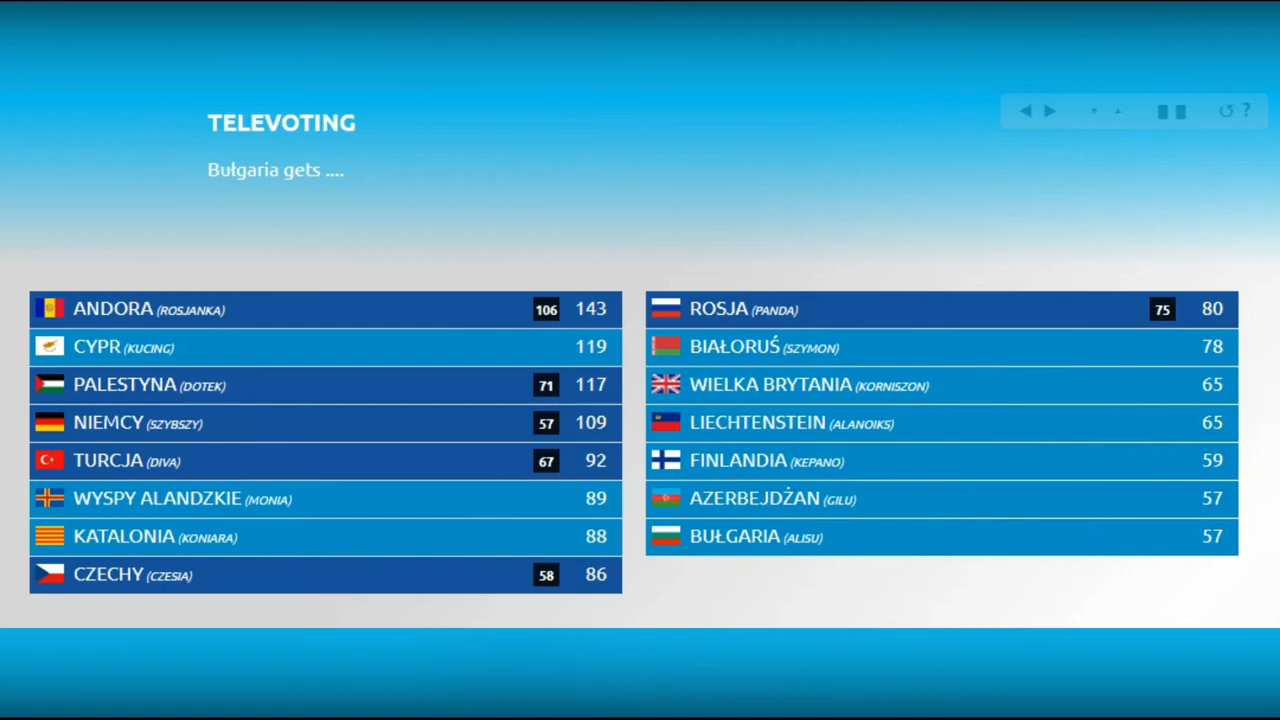 TELEVOTING
Bułgaria gets ....
ANDORA (ROSJANKA) 106 143
CYPR (KUCING) 119
PALESTYNA (DOTEK) 71 117
NIEMCY (SZYBSZY) 57 109
TURCJA (DIVA) 67 92
WYSPY ALANDZKIE (MONIA) 89
KATALONIA (KONIARA) 88
CZECHY (CZESIA) 58 86
ROSJA (PANDA) 75 80
BIAŁORUŚ (SZYMON) 78
WIELKA BRYTANIA (KORNISZON) 65
LIECHTENSTEIN (ALANOIKS) 65
FINLANDIA (KEPANO) 59
AZERBEJDŻAN (GILU) 57
BUŁGARIA (ALISU) 57